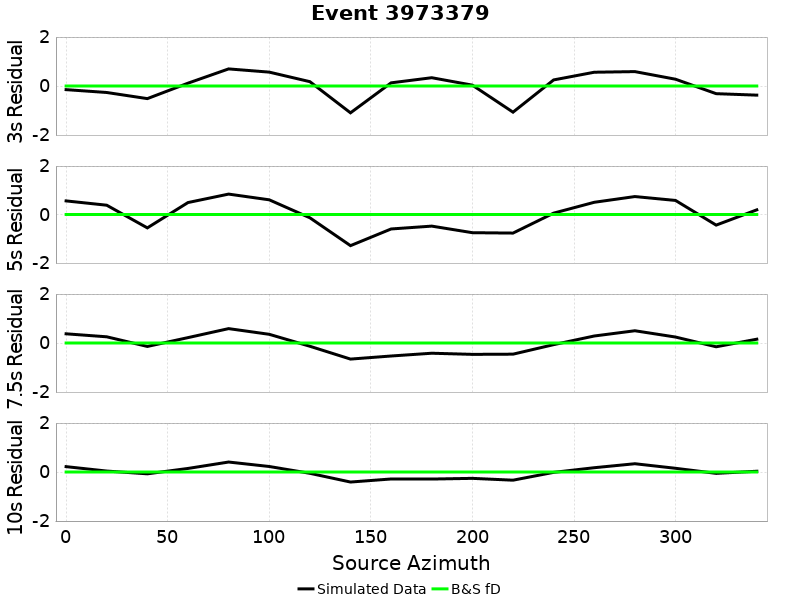 Event 3973379
2
0
-2
3s Residual
2
0
-2
5s Residual
2
0
-2
7.5s Residual
2
0
-2
10s Residual
0 50 100 150 200 250 300
Source Azimuth
Simulated Data B&S fD